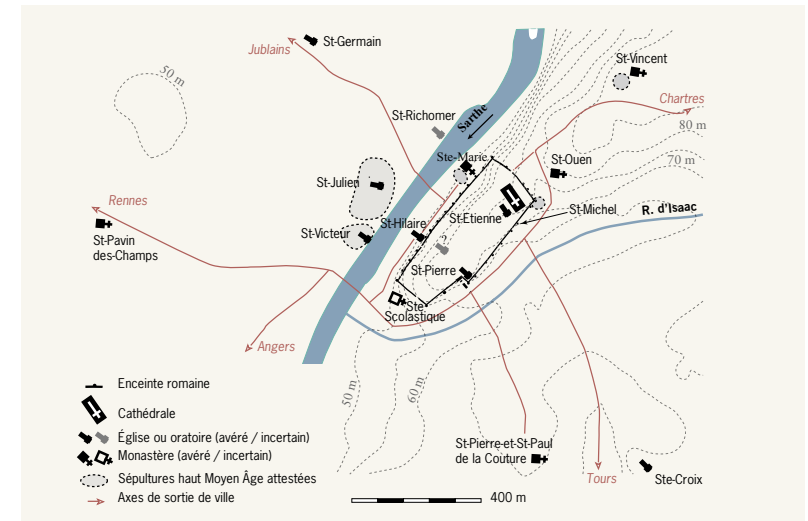 St-Germain
Jublains
50 m
St-Vincent
Chartres
St-Richomer
Sarthe
80 m
Ste-Marie
St-Ouen
70 m
St-Julien
Rennes
St-Etienne
St-Michel
R. d'Isaac
St-Hilaire
St-Victeur
?
St-Pavin
des-Champs
St-Pierre
Ste
Scolastique
Angers
50 m
60 m
Enceinte romaine
Cathédrale
Église ou oratoire (avéré / incertain)
Monastère (avéré / incertain)
Sépultures haut Moyen Âge attestées
Axes de sortie de ville
St-Pierre-et-St-Paul
de la Couture
Tours
Ste-Croix
400 m